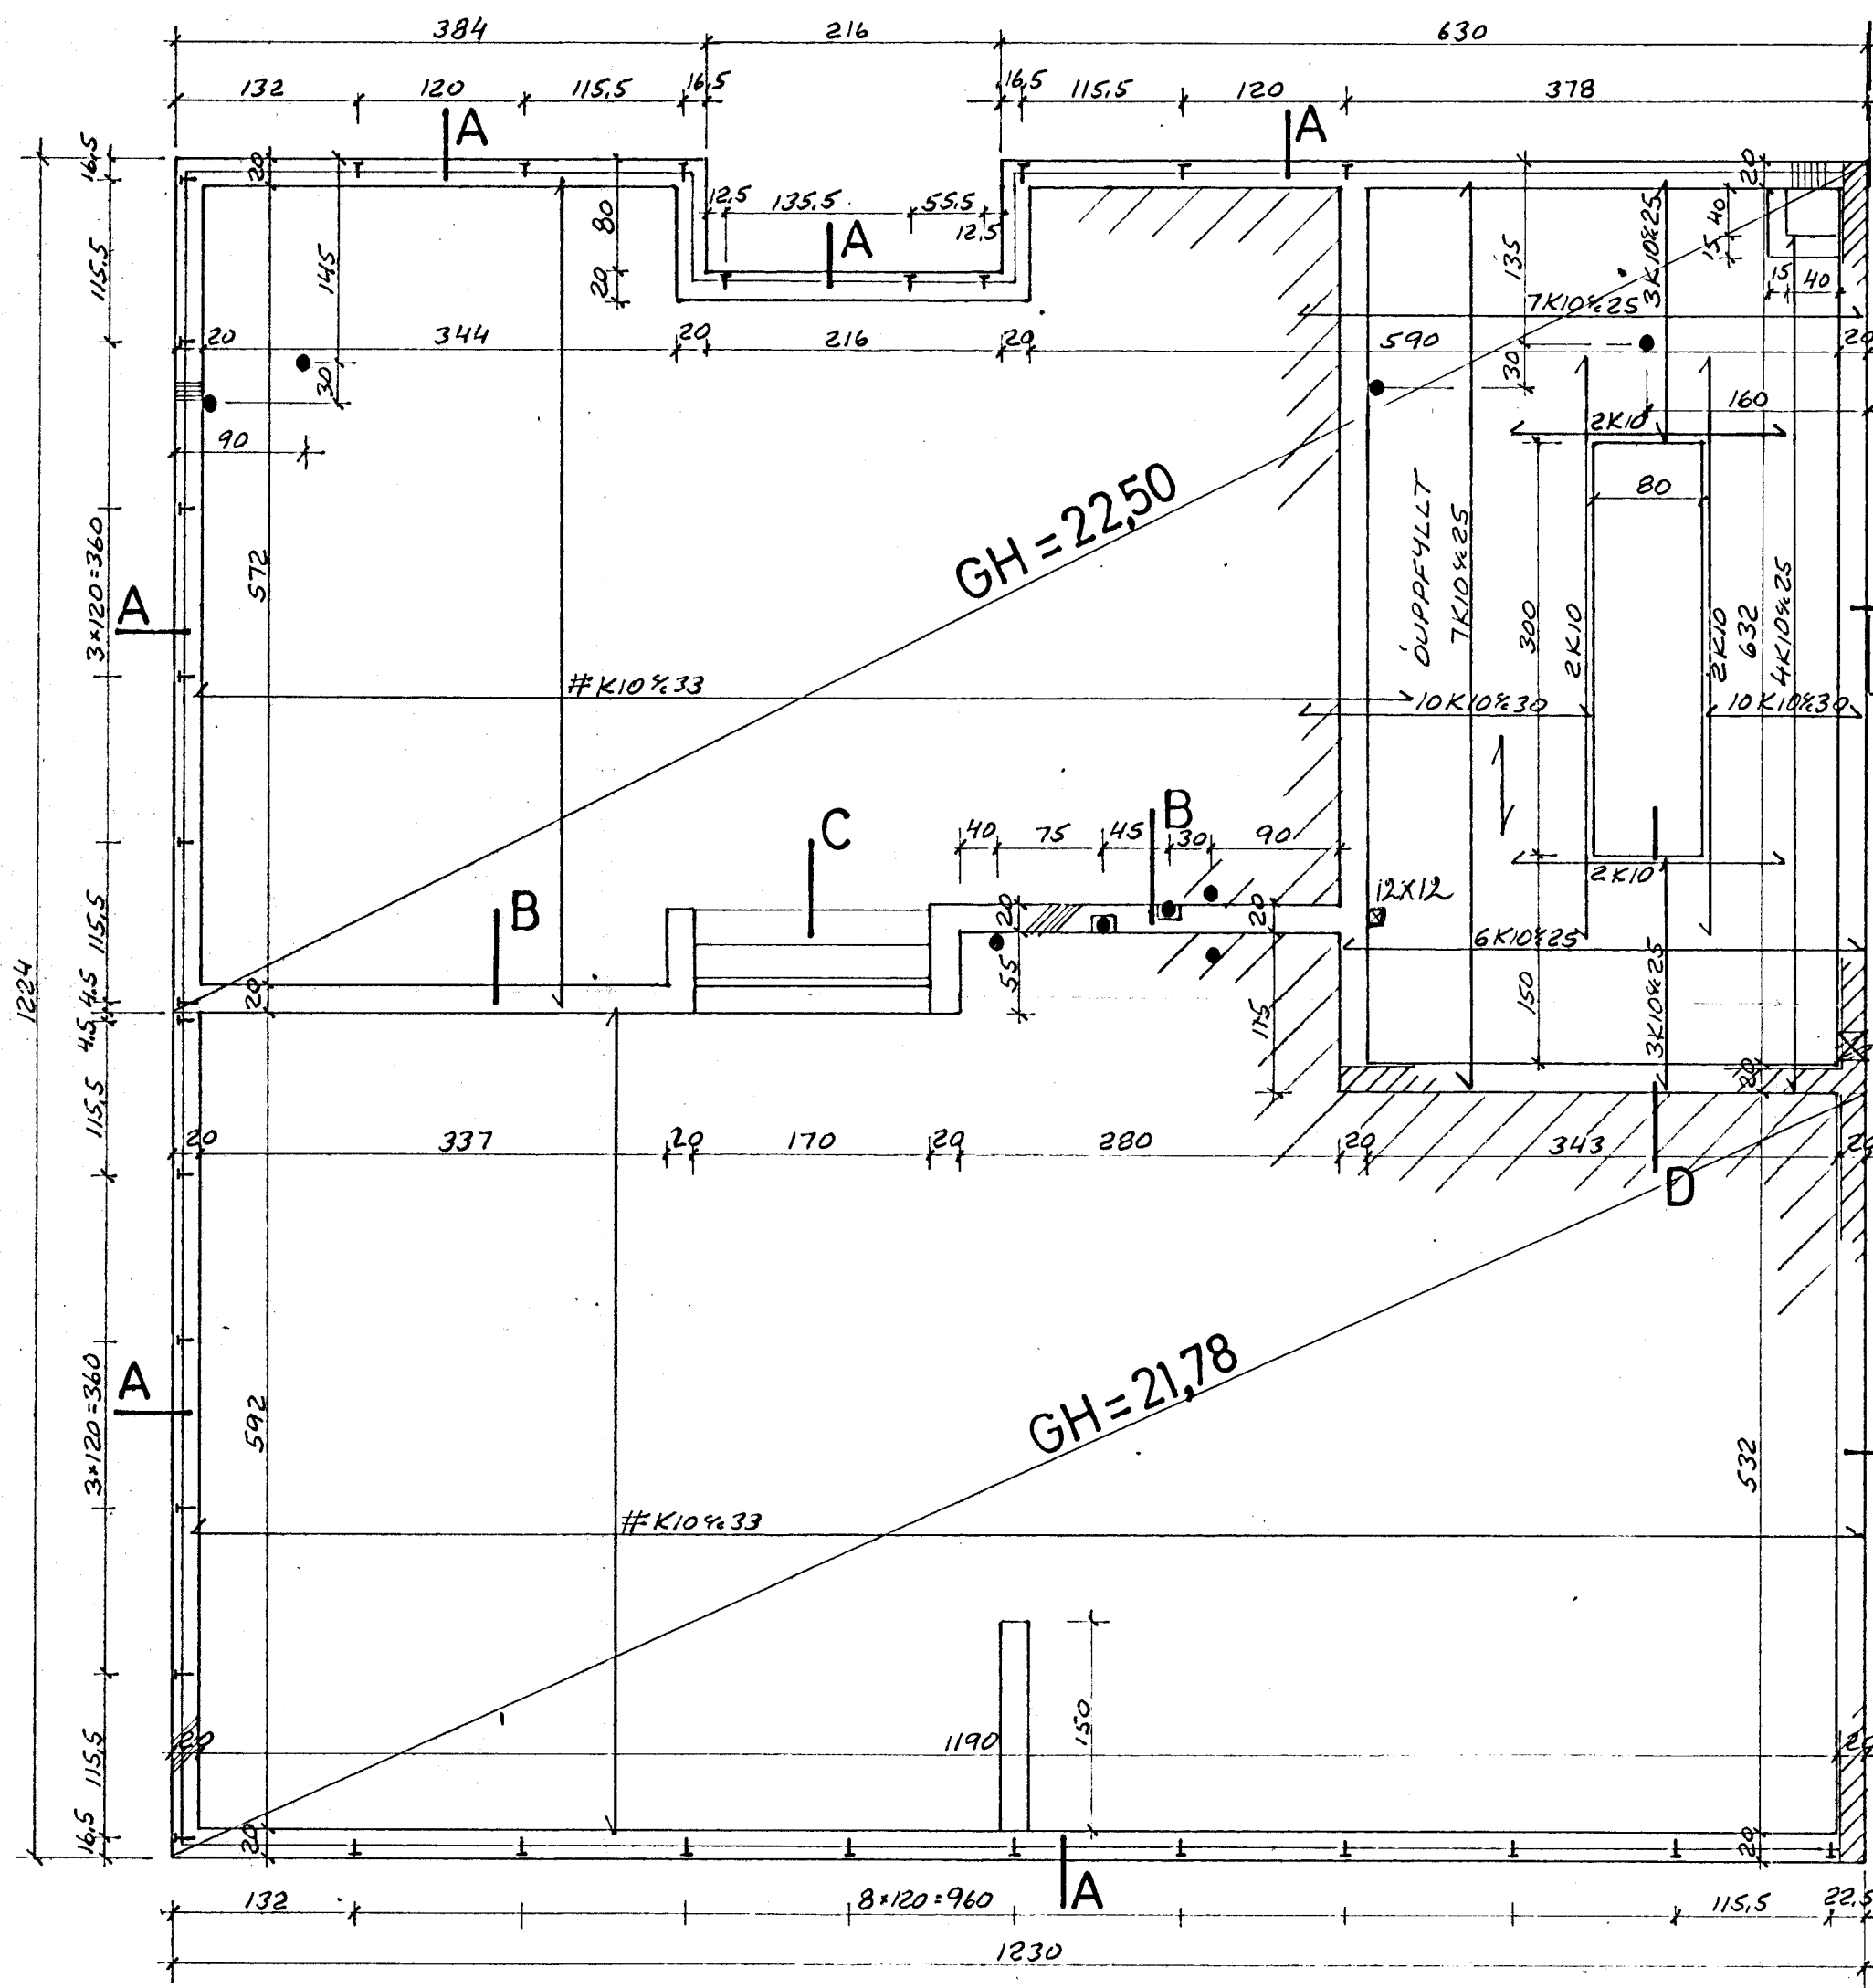 384 216 630
132 120 115,5 16,5 16,5 115,5 120 378
A A
16,5 20 20
12,5 135,5 55,5 12,5
A
80 20
145
115,5
135
3K10%25
15 40
15 40
7K10%25
20 344 20 216 20 590 20
30 30
160
90
2K10
GH = 22,50
80
ÓUPPFYLLT
7K10%25
3×120=360
572
A
300
2K10
2K10
632
4K10%25
#K10%33
10K10%30 10K10%30
C B
40 75 45 30 90
2K10
12X12
B
20 20
6K10%25
115,5
1224
4,5 4,5
20
55
175
150
3K10%25
20
115,5
20 337 20 170 20 280 20 343 20
D
GH = 21,78
A
3×120=360
592
532
#K10%33
150
20 1190 20
115,5
16,5
20 20
A
132 8×120=960 115,5 22,5
1230